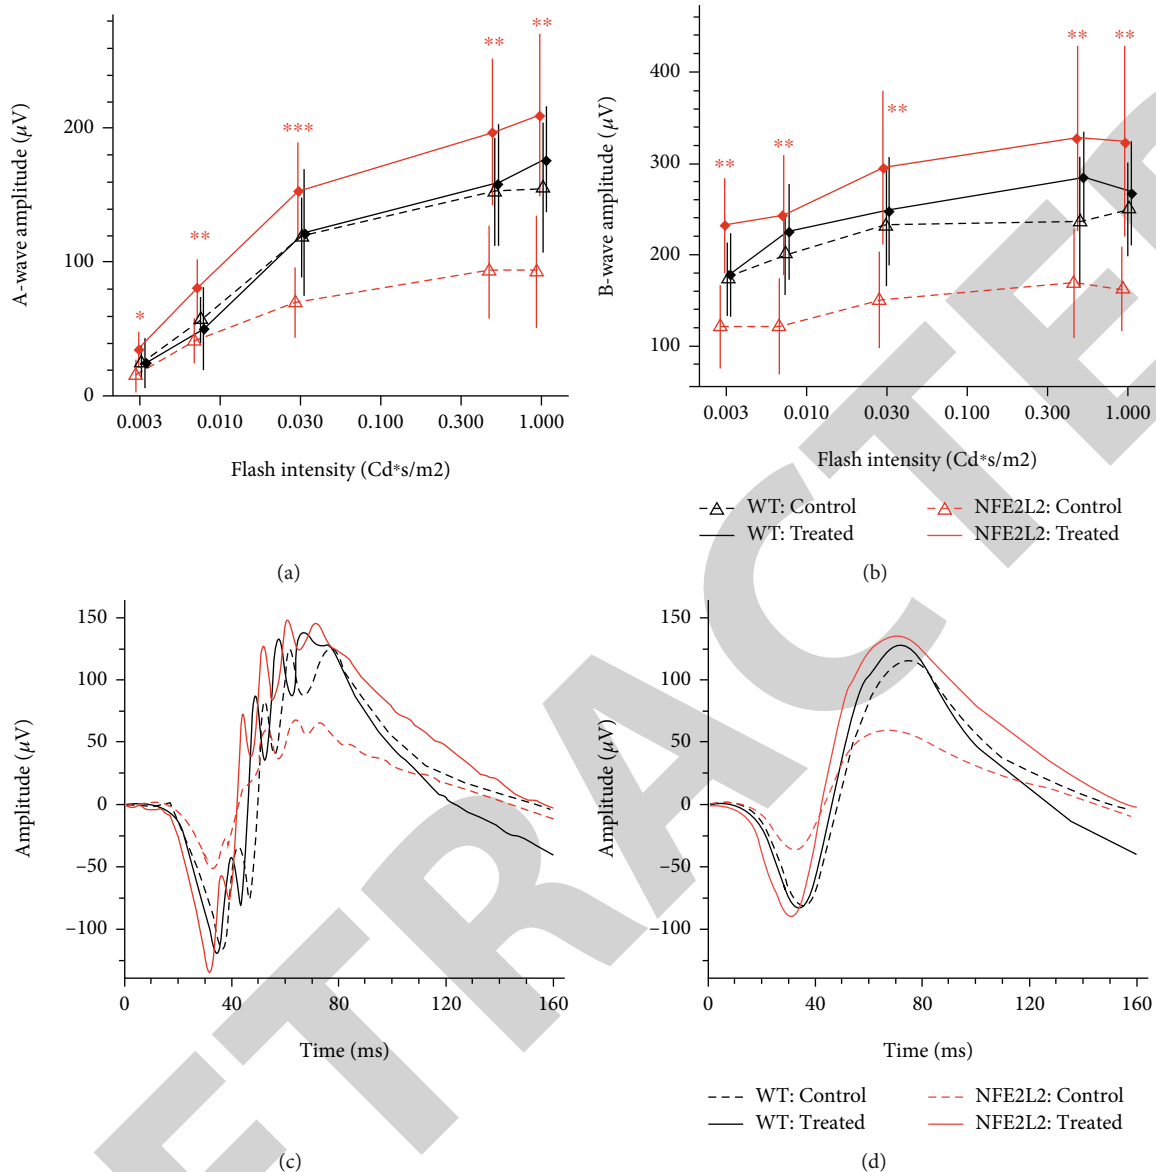 A-wave amplitude (μV)
200
100
0
* ** *** ** **
0.003 0.010 0.030 0.100 0.300 1.000
Flash intensity (Cd*s/m2)
(a)
B-wave amplitude (μV)
400
300
200
100
** ** ** ** **
0.003 0.010 0.030 0.100 0.300 1.000
Flash intensity (Cd*s/m2)
WT: Control
NFE2L2: Control
WT: Treated
NFE2L2: Treated
(b)
Amplitude (μV)
150
100
50
0
−50
−100
0 40 80 120 160
Time (ms)
(c)
Amplitude (μV)
150
100
50
0
−50
−100
0 40 80 120 160
Time (ms)
WT: Control
NFE2L2: Control
WT: Treated
NFE2L2: Treated
(d)
ETRACTE